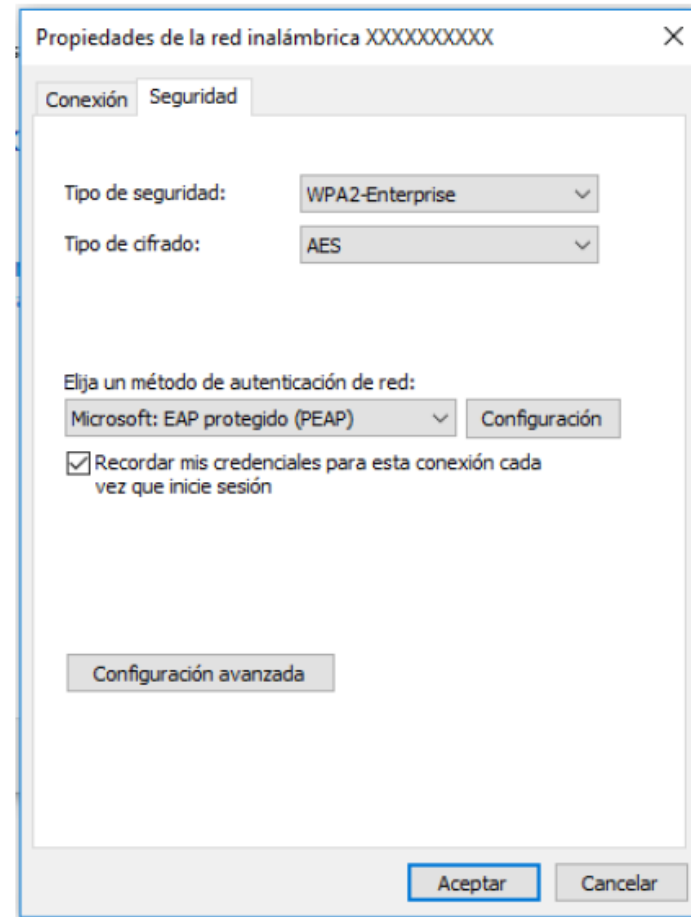 Propiedades de la red inalámbrica XXXXXXXXXX
Conexión
Seguridad
Tipo de seguridad:
WPA2-Enterprise
Tipo de cifrado:
AES
Elija un método de autenticación de red:
Microsoft: EAP protegido (PEAP)
Configuración
Recordar mis credenciales para esta conexión cada
vez que inicie sesión
Configuración avanzada
Aceptar
Cancelar